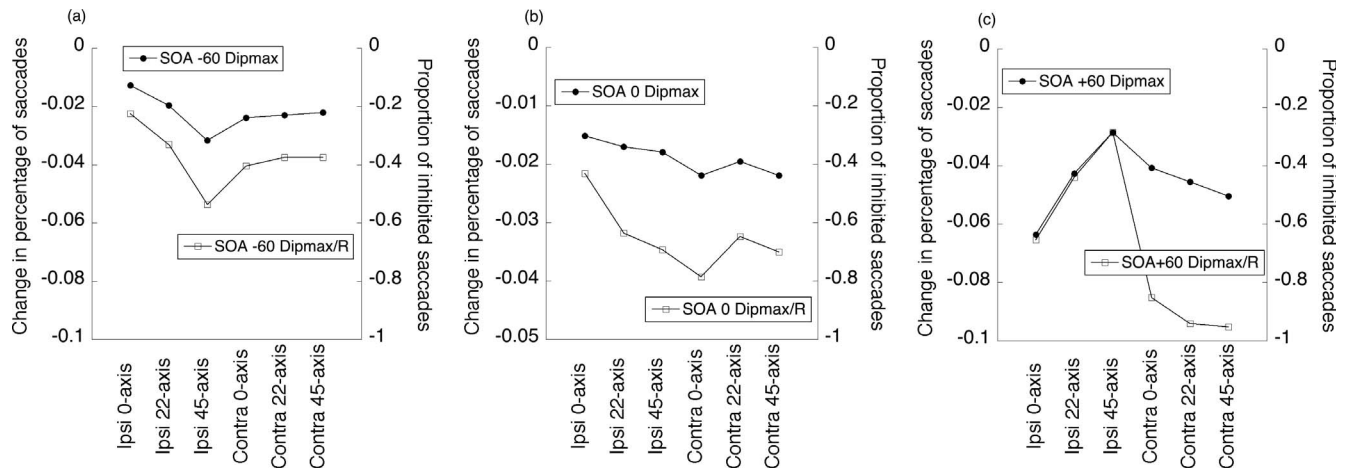 (a)
Change in percentage of saccades
0
-0.02
-0.04
-0.06
-0.08
-0.1
SOA -60 Dipmax
SOA -60 Dipmax/R
0
-0.2
-0.4
-0.6
-0.8
-1
Proportion of
inhibited saccades
Ipsi 0-axis
Ipsi 22-axis
Ipsi 45-axis
Contra 0-axis
Contra 22-axis
Contra 45-axis
(b)
Change in percentage of saccades
0
-0.01
-0.02
-0.03
-0.04
-0.05
SOA 0 Dipmax
SOA 0 Dipmax/R
0
-0.2
-0.4
-0.6
-0.8
-1
Proportion of
inhibited saccades
Ipsi 0-axis
Ipsi 22-axis
Ipsi 45-axis
Contra 0-axis
Contra 22-axis
Contra 45-axis
(c)
Change in percentage of sacccades
0
-0.02
-0.04
-0.06
-0.08
-0.1
SOA +60 Dipmax
SOA+60 Dipmax/R
0
-0.2
-0.4
-0.6
-0.8
-1
Proportion of
inhibited saccades
Ipsi 0-axis
Ipsi 22-axis
Ipsi 45-axis
Contra 0-axis
Contra 22-axis
Contra 45-axis